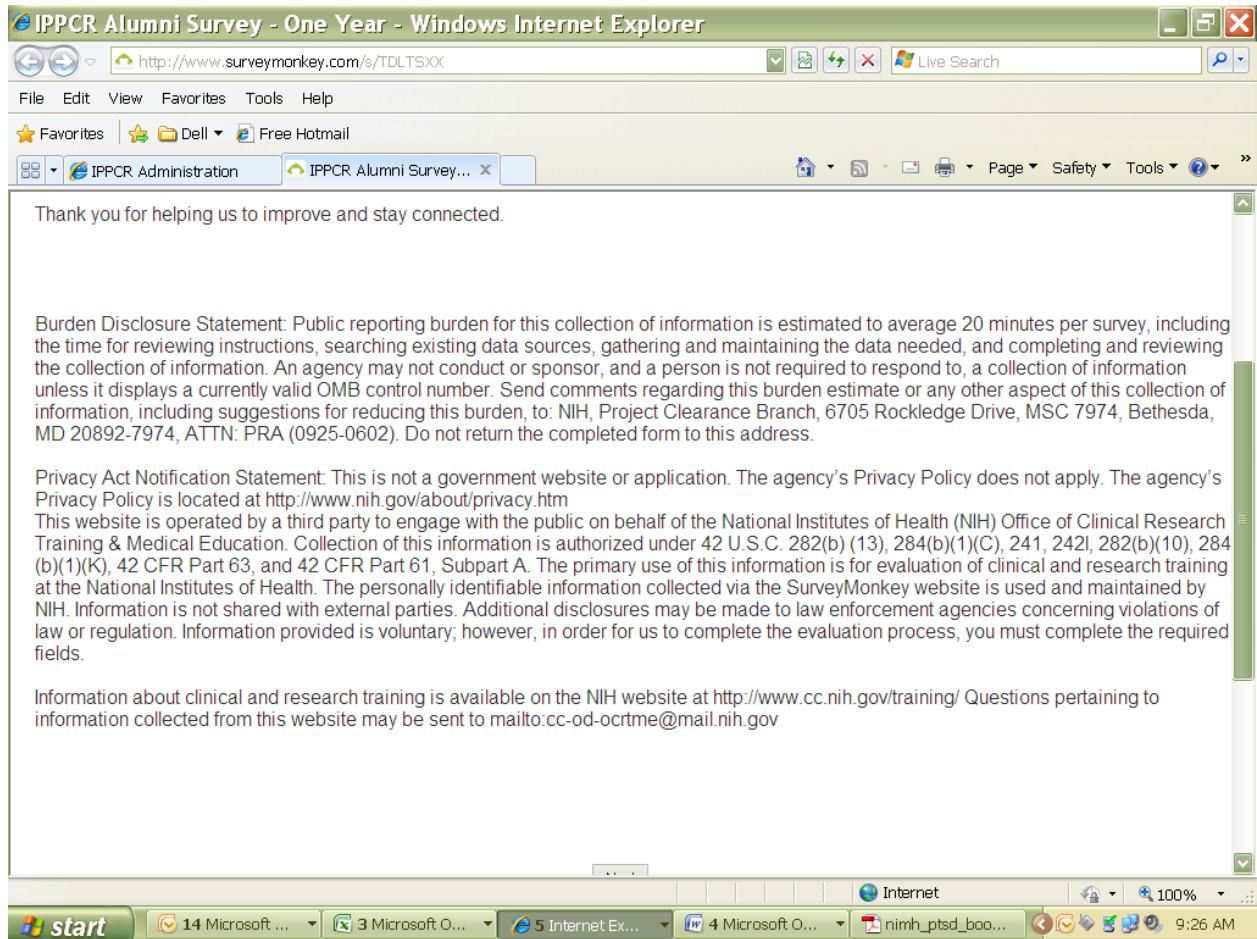 IPPCR Alumni Survey - One Year - Windows Internet Explorer
http://www.surveymonkey.com/s/TDLTSXX
Live Search
File Edit View Favorites Tools Help
Favorites Dell Free Hotmail
IPPCR Administration IPPCR Alumni Survey... X Page Safety Tools »
Thank you for helping us to improve and stay connected.
Burden Disclosure Statement: Public reporting burden for this collection of information is estimated to average 20 minutes per survey, including
the time for reviewing instructions, searching existing data sources, gathering and maintaining the data needed, and completing and reviewing
the collection of information. An agency may not conduct or sponsor, and a person is not required to respond to, a collection of information
unless it displays a currently valid OMB control number. Send comments regarding this burden estimate or any other aspect of this collection of
information, including suggestions for reducing this burden, to: NIH, Project Clearance Branch, 6705 Rockledge Drive, MSC 7974, Bethesda,
MD 20892-7974, ATTN: PRA (0925-0602). Do not return the completed form to this address.
Privacy Act Notification Statement: This is not a government website or application. The agency's Privacy Policy does not apply. The agency's
Privacy Policy is located at http://www.nih.gov/about/privacy.htm
This website is operated by a third party to engage with the public on behalf of the National Institutes of Health (NIH) Office of Clinical Research
Training & Medical Education. Collection of this information is authorized under 42 U.S.C. 282(b) (13), 284(b)(1)(C), 241, 242l, 282(b)(10), 284
(b)(1)(K), 42 CFR Part 63, and 42 CFR Part 61, Subpart A. The primary use of this information is for evaluation of clinical and research training
at the National Institutes of Health. The personally identifiable information collected via the SurveyMonkey website is used and maintained by
NIH. Information is not shared with external parties. Additional disclosures may be made to law enforcement agencies concerning violations of
law or regulation. Information provided is voluntary; however, in order for us to complete the evaluation process, you must complete the required
fields.
Information about clinical and research training is available on the NIH website at http://www.cc.nih.gov/training/ Questions pertaining to
information collected from this website may be sent to mailto:cc-od-ocrtme@mail.nih.gov
Internet 100%
start 14 Microsoft ... 3 Microsoft O... 5 Internet Ex... 4 Microsoft O... nimh_ptsd_boo... 9:26 AM